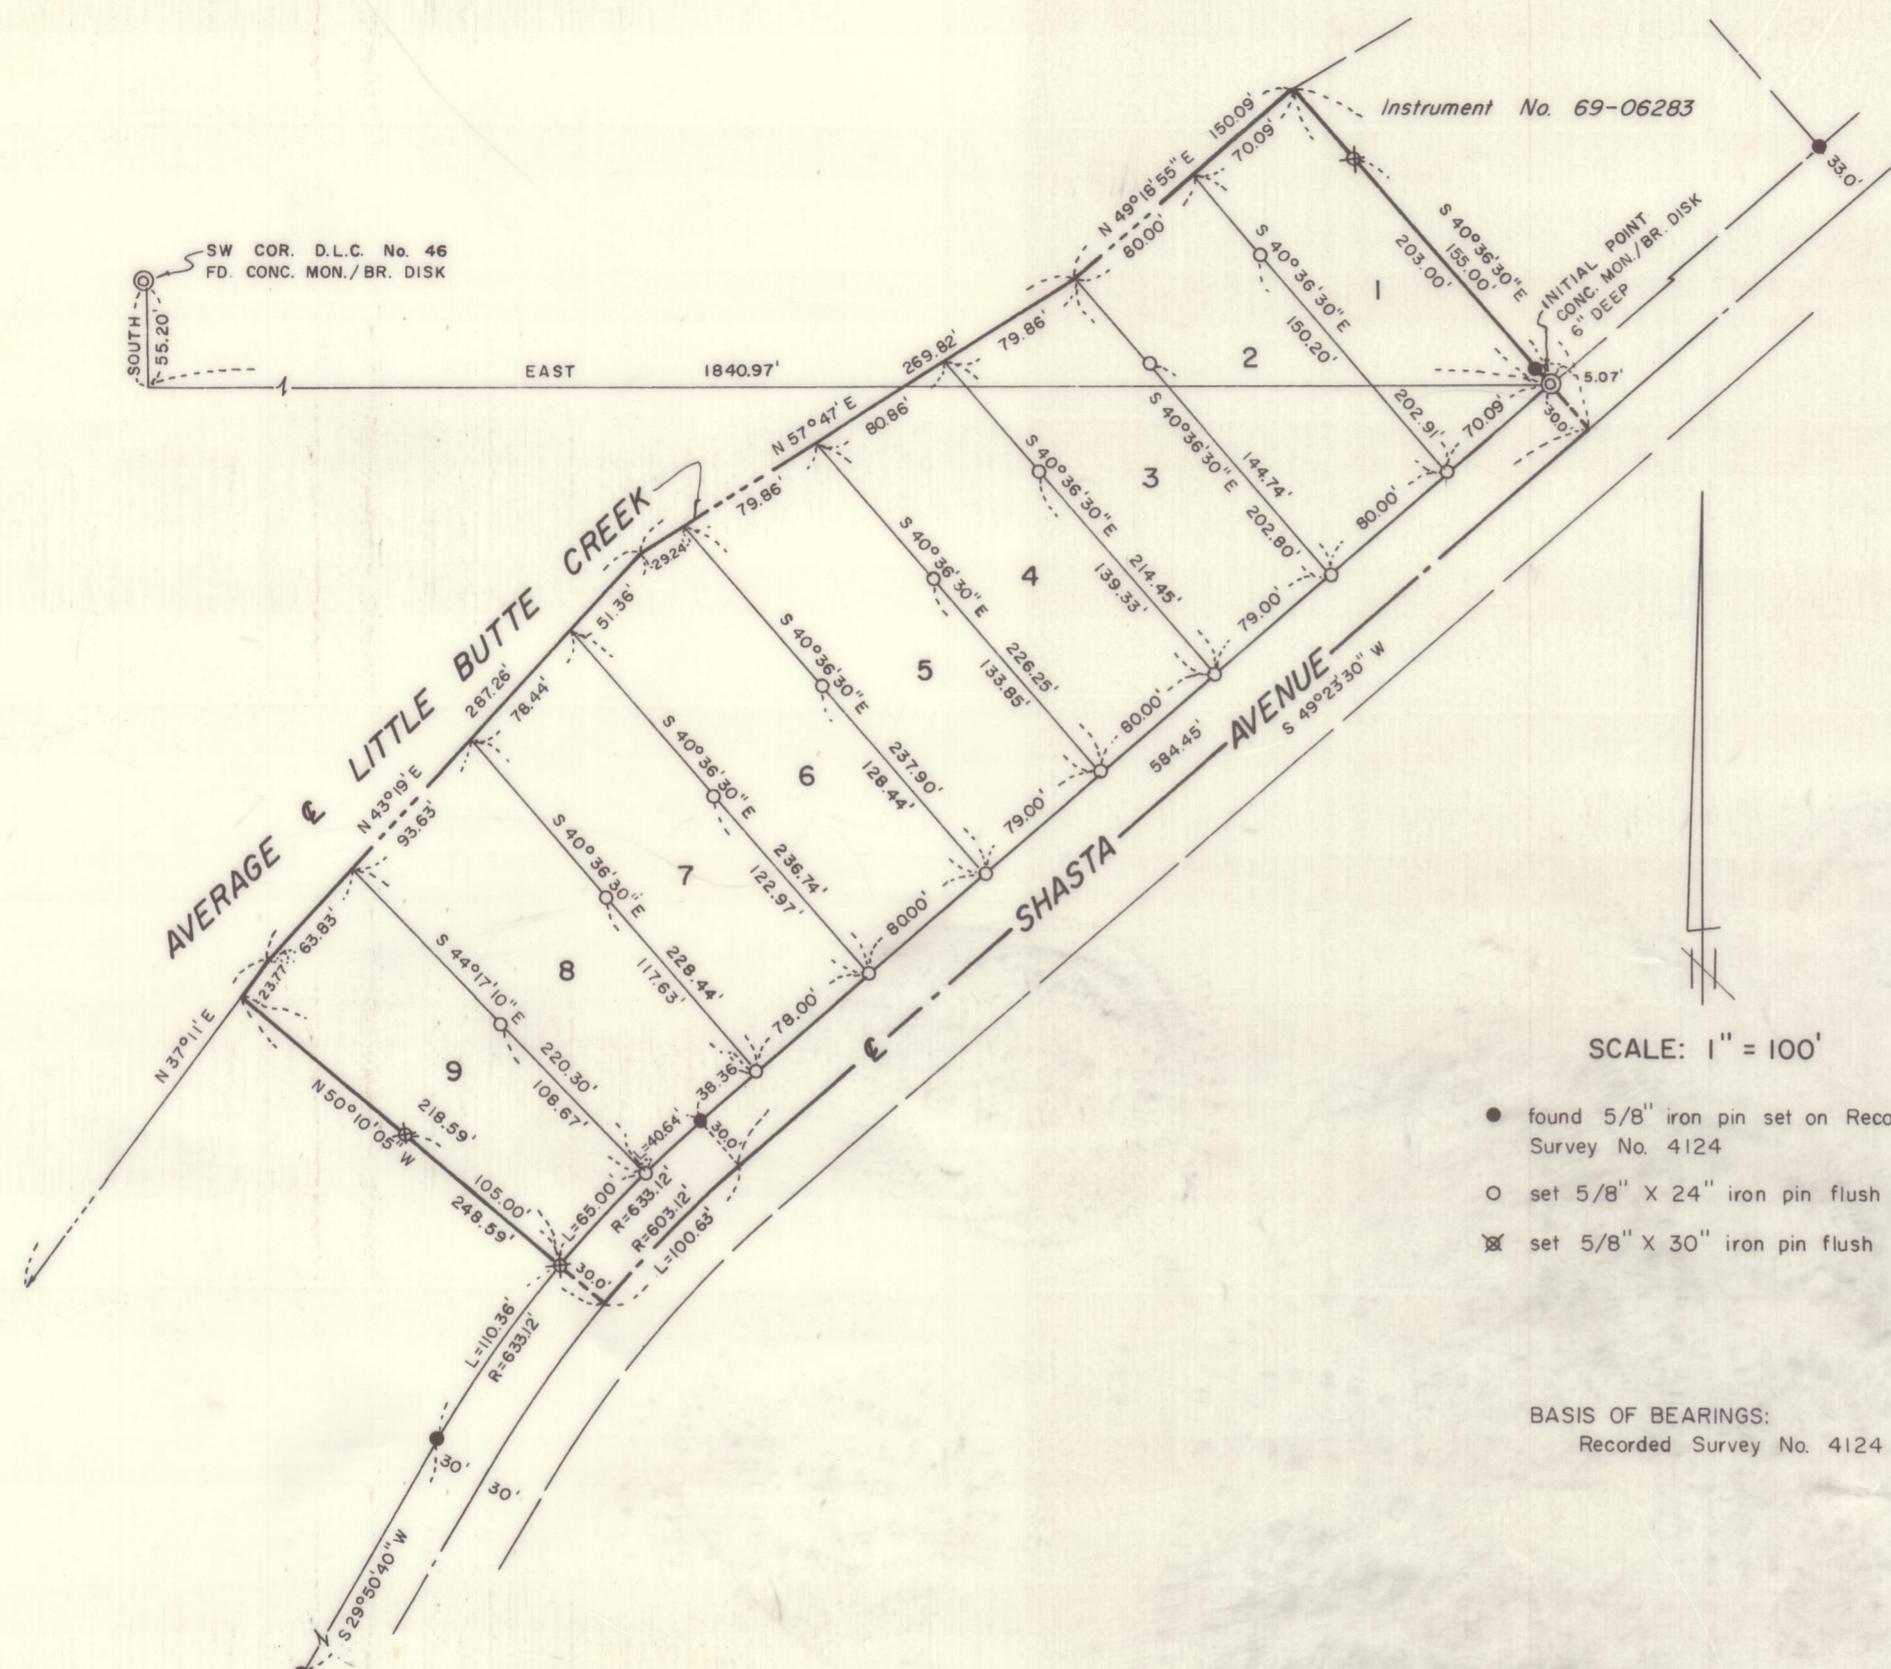 Instrument No. 69-06283
SW COR. D.L.C. No. 46
FD. CONC. MON./BR. DISK
SOUTH
55.20'
EAST 1840.97'
INITIAL POINT
CONC. MON./BR. DISK
6" DEEP
33.0'
5.07'
30.0'
150.09'
N 49°18'55" E
70.09'
80.00'
S 40°36'30" E
155.00'
203.00'
1
S 40°36'30" E
150.20'
202.91'
70.09'
2
S 40°36'30" E
144.74'
202.80'
80.00'
269.82'
N 57°47' E
79.86'
80.86'
79.86'
29.24'
3
S 40°36'30" E
214.45'
139.33'
79.00'
4
S 40°36'30" E
226.25'
133.85'
80.00'
5
S 40°36'30" E
237.90'
128.44'
79.00'
6
S 40°36'30" E
236.74'
122.97'
80.00'
7
S 40°36'30" E
228.44'
117.63'
78.00'
8
S 44°17'10" E
220.30'
108.67'
38.36'
L=40.64'
9
AVERAGE ℄ LITTLE BUTTE CREEK
287.26'
N 43°19' E
51.36'
78.44'
93.63'
63.83'
23.77'
N 37°11' E
N 50°10'05" W
218.59'
105.00'
248.59'
L=65.00'
R=633.12'
R=603.12'
L=100.63'
30.0'
30.0'
℄ SHASTA AVENUE
584.45'
S 49°23'30" W
L=110.36'
R=633.12'
30'
30'
S 29°50'40" W
SCALE: 1" = 100'
found 5/8" iron pin set on Reco
Survey No. 4124
set 5/8" X 24" iron pin flush
set 5/8" X 30" iron pin flush
BASIS OF BEARINGS:
Recorded Survey No. 4124